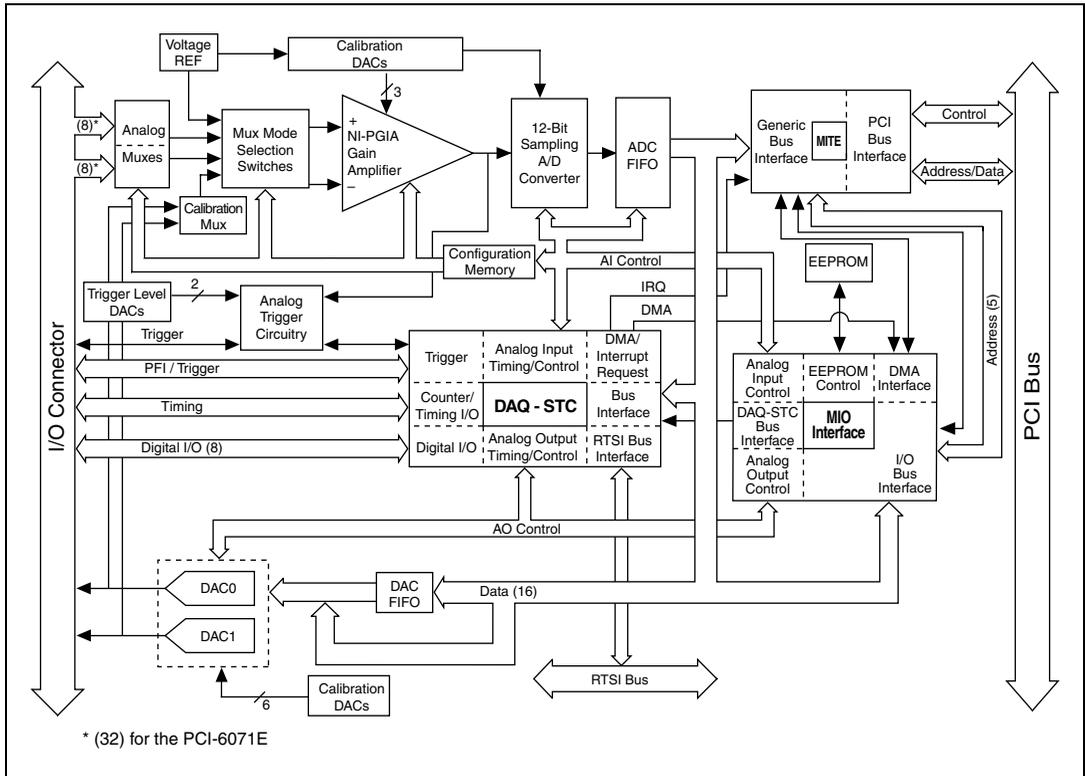 Voltage
REF
Calibration
DACs
3
(8)*
(8)*
Analog
Muxes
Mux Mode
Selection
Switches
+
NI-PGIA
Gain
Amplifier
–
12-Bit
Sampling
A/D
Converter
ADC
FIFO
Generic
Bus
Interface
MITE
PCI
Bus
Interface
Control
Address/Data
Calibration
Mux
Configuration
Memory
AI Control
EEPROM
IRQ
DMA
Address (5)
Trigger Level
DACs
2
Analog
Trigger
Circuitry
Trigger
PFI / Trigger
Timing
Digital I/O (8)
I/O Connector
PCI Bus
Trigger
Analog Input
Timing/Control
DMA/
Interrupt
Request
Counter/
Timing I/O
DAQ - STC
Bus
Interface
Digital I/O
Analog Output
Timing/Control
RTSI Bus
Interface
Analog
Input
Control
EEPROM
Control
DMA
Interface
DAQ-STC
Bus
Interface
MIO
Interface
Analog
Output
Control
I/O
Bus
Interface
AO Control
DAC0
DAC1
DAC
FIFO
Data (16)
6
Calibration
DACs
RTSI Bus
* (32) for the PCI-6071E